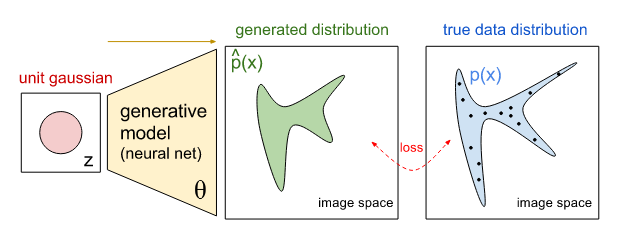 unit gaussian
z
generative
model
(neural net)
θ
generated distribution
p̂(x)
image space
loss
true data distribution
p(x)
image space